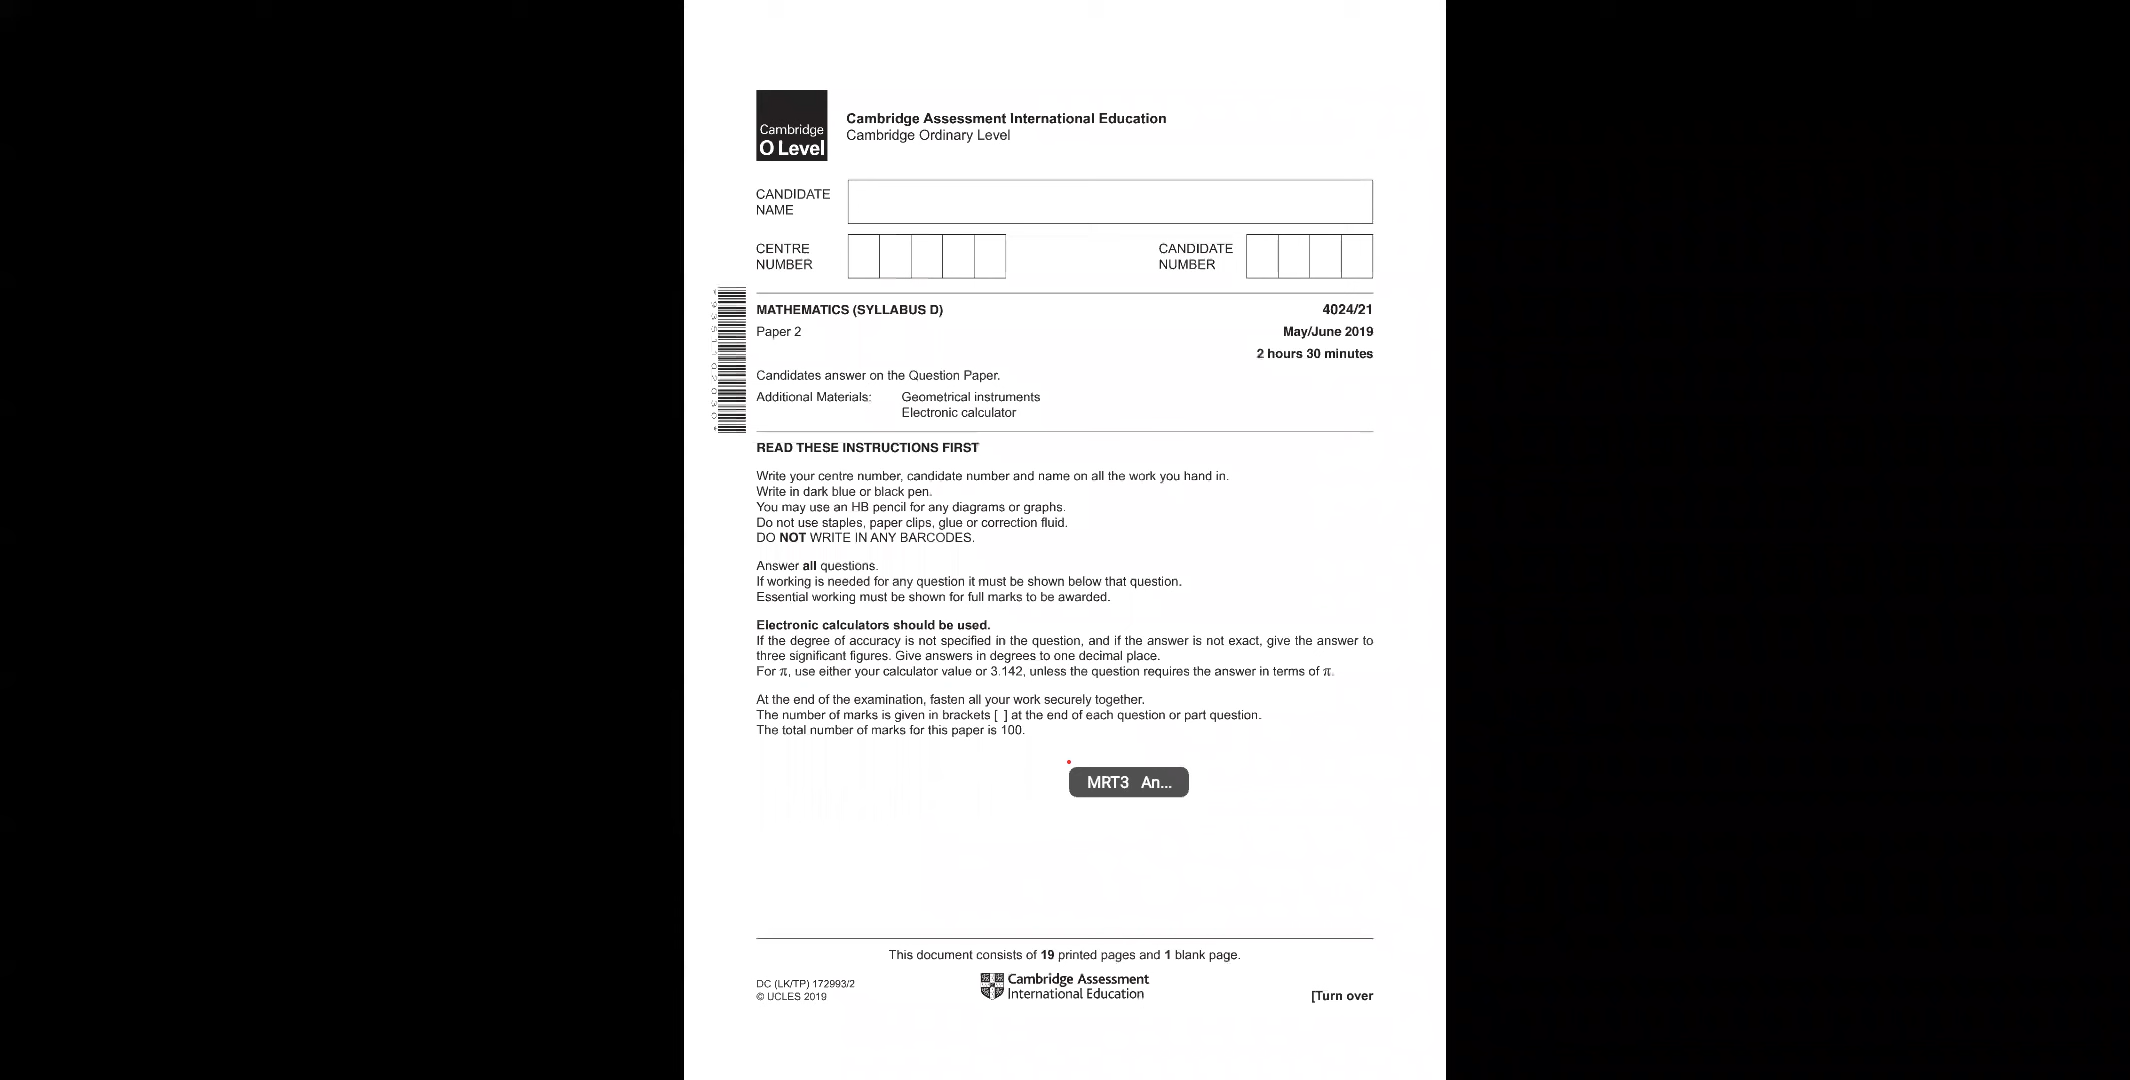 Cambridge
O Level
Cambridge Assessment International Education
Cambridge Ordinary Level
CANDIDATE
NAME
CENTRE
NUMBER
CANDIDATE
NUMBER
MATHEMATICS (SYLLABUS D)
4024/21
Paper 2
May/June 2019
2 hours 30 minutes
Candidates answer on the Question Paper.
Additional Materials: Geometrical instruments
Electronic calculator
READ THESE INSTRUCTIONS FIRST
Write your centre number, candidate number and name on all the work you hand in.
Write in dark blue or black pen.
You may use an HB pencil for any diagrams or graphs.
Do not use staples, paper clips, glue or correction fluid.
DO NOT WRITE IN ANY BARCODES.
Answer all questions.
If working is needed for any question it must be shown below that question.
Essential working must be shown for full marks to be awarded.
Electronic calculators should be used.
If the degree of accuracy is not specified in the question, and if the answer is not exact, give the answer to
three significant figures. Give answers in degrees to one decimal place.
For π, use either your calculator value or 3.142, unless the question requires the answer in terms of π.
At the end of the examination, fasten all your work securely together.
The number of marks is given in brackets [ ] at the end of each question or part question.
The total number of marks for this paper is 100.
MRT3 An...
This document consists of 19 printed pages and 1 blank page.
DC (LK/TP) 172993/2
© UCLES 2019
Cambridge Assessment
International Education
[Turn over